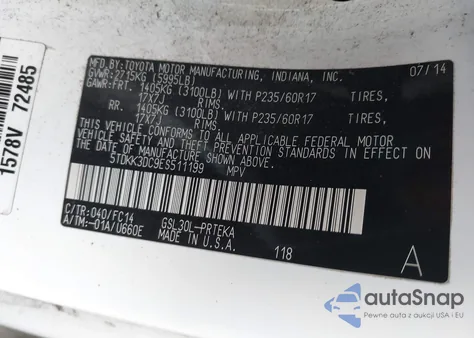 MFD. BY: TOYOTA MOTOR MANUFACTURING, INDIANA, INC. 07/14
GVWR: 2715KG (5995LB)
GAWR:FRT. 1405KG (3100LB) WITH P235/60R17 TIRES,
17X7J RIMS,
RR. 1405KG (3100LB) WITH P235/60R17 TIRES,
17X7J RIMS,
THIS VEHICLE CONFORMS TO ALL APPLICABLE FEDERAL MOTOR
VEHICLE SAFETY, BUMPER, AND THEFT PREVENTION STANDARDS IN EFFECT ON
THE DATE OF MANUFACTURE SHOWN ABOVE.
5TDKK3DC9ES511199 MPV
C/TR: 040/FC14 GSL30L-PRTEKA
A/TM: -01A/U660E MADE IN U.S.A. 118 A
1578V 72485
autoSnap
Pewne auta z aukcji USA i EU